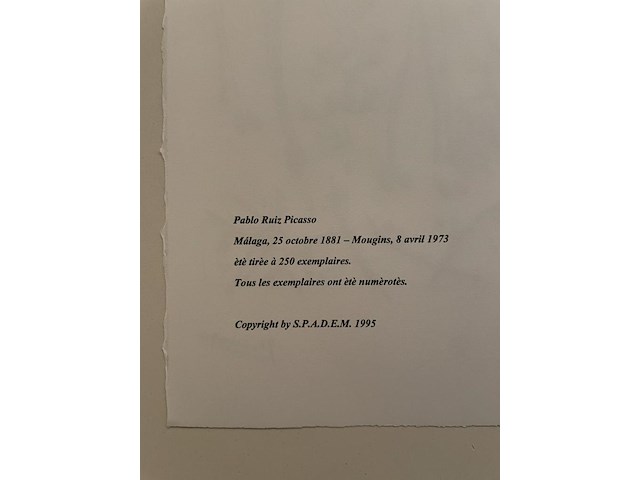 Pablo Ruiz Picasso
Málaga, 25 octobre 1881 – Mougins, 8 avril 1973
ètè tirèe à 250 exemplaires.
Tous les exemplaires ont ètè numèrotès.
Copyright by S.P.A.D.E.M. 1995